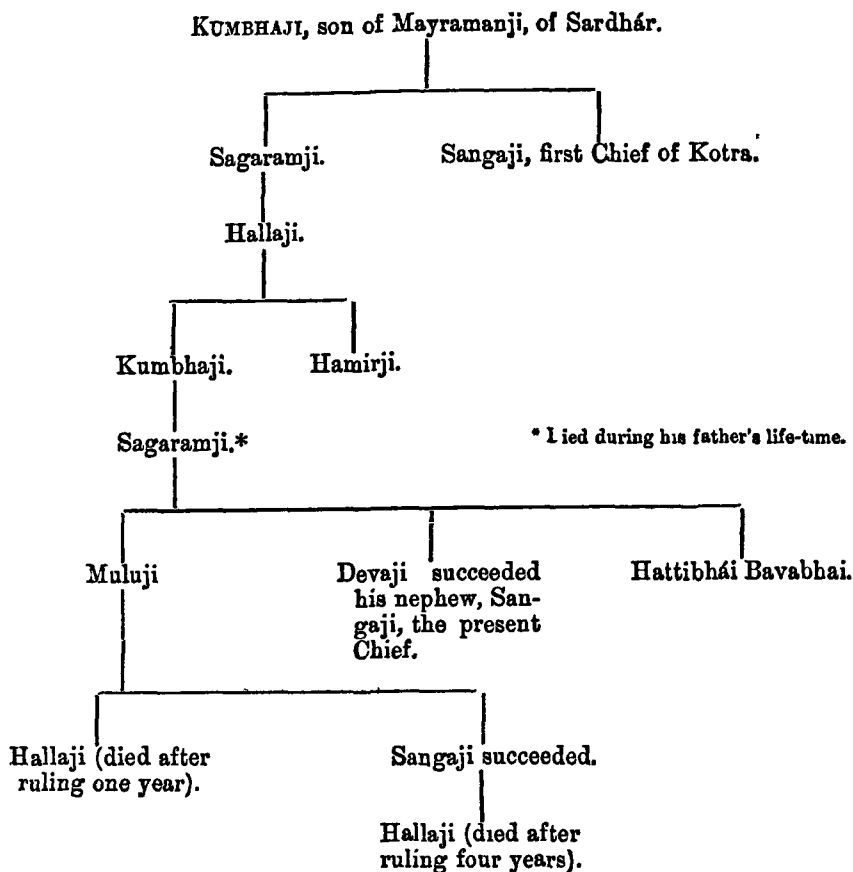 KUMBHAJI, son of Mayramanji, of Sardhár.
Sagaramji.
Sangaji, first Chief of Kotra.
Hallaji.
Kumbhaji.
Hamirji.
Sagaramji.*
* Died during his father's life-time.
Muluji
Devaji succeeded
his nephew, San-
gaji, the present
Chief.
Hattibhái Bavabhai.
Hallaji (died after
ruling one year).
Sangaji succeeded.
Hallaji (died after
ruling four years).